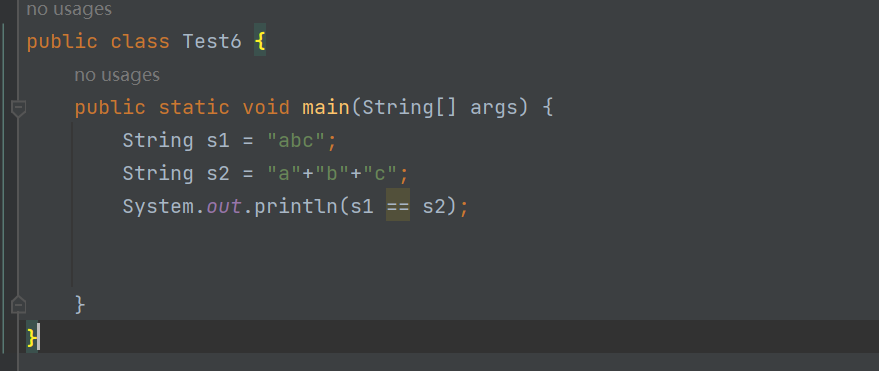 no usages
public class Test6 {
no usages
public static void main(String[] args) {
String s1 = "abc";
String s2 = "a"+"b"+"c";
System.out.println(s1 == s2);
}
}